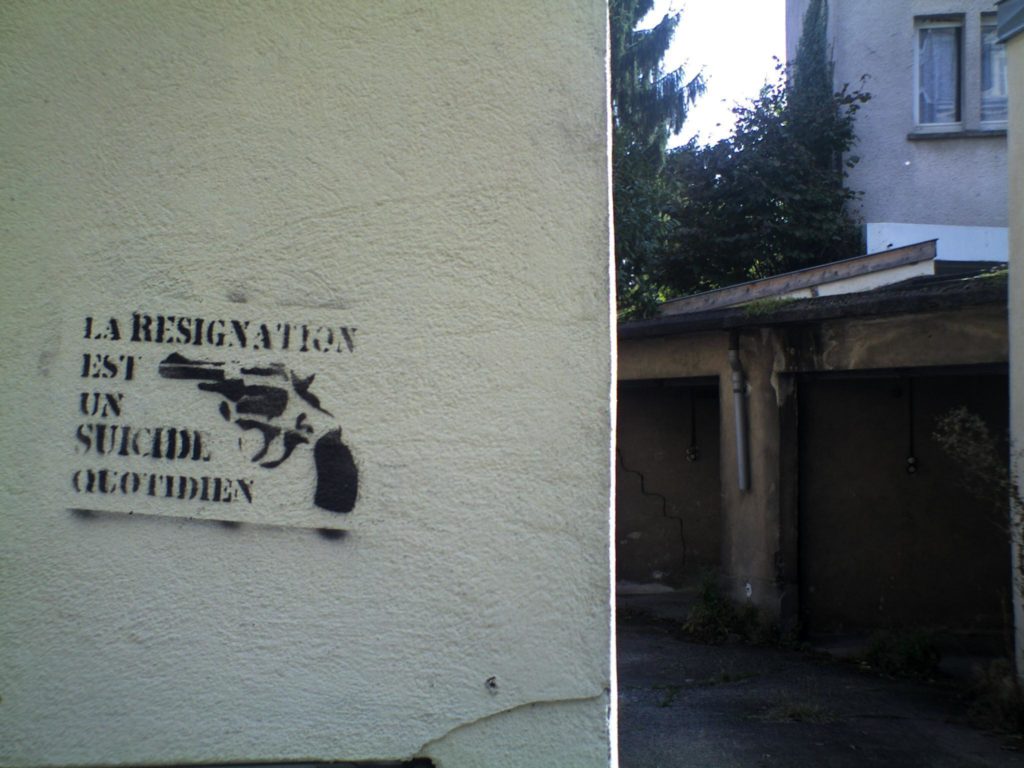 LA RESIGNATION
EST
UN
SUICIDE
QUOTIDIEN